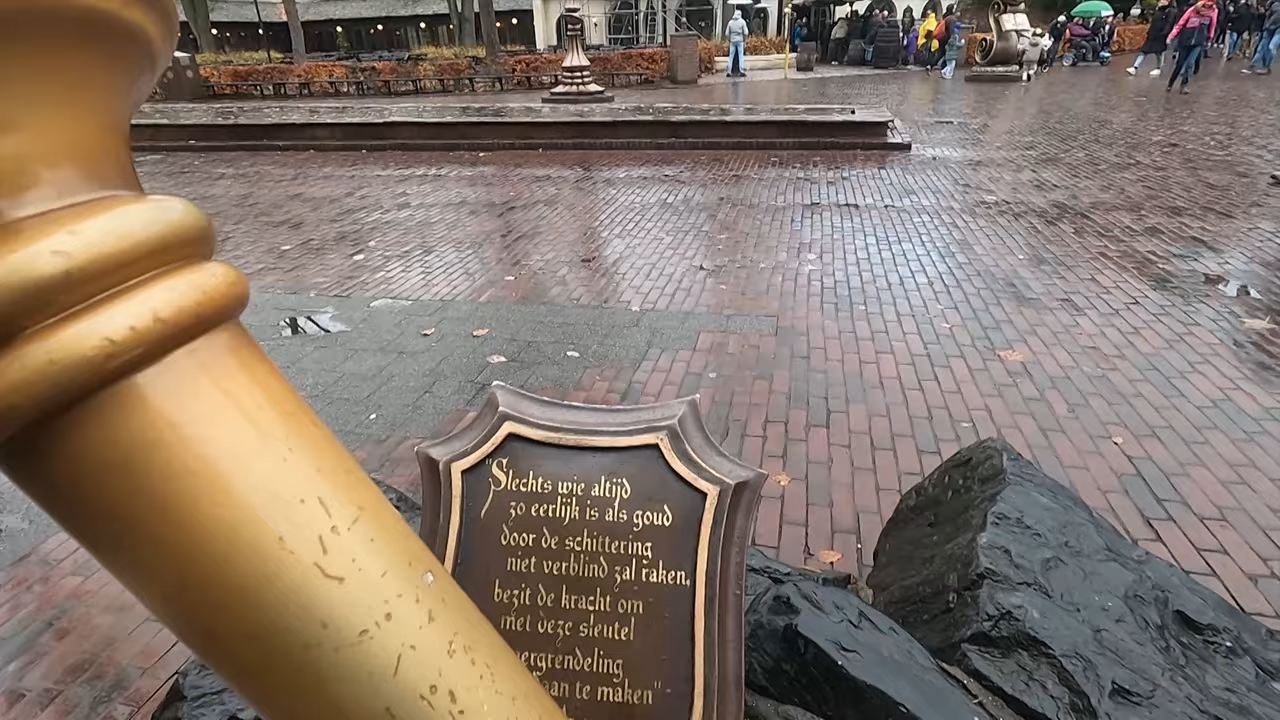 "Slechts wie altijd
zo eerlijk is als goud
door de schittering
niet verblind zal raken,
bezit de kracht om
met deze sleutel
vergrendeling
aan te maken"